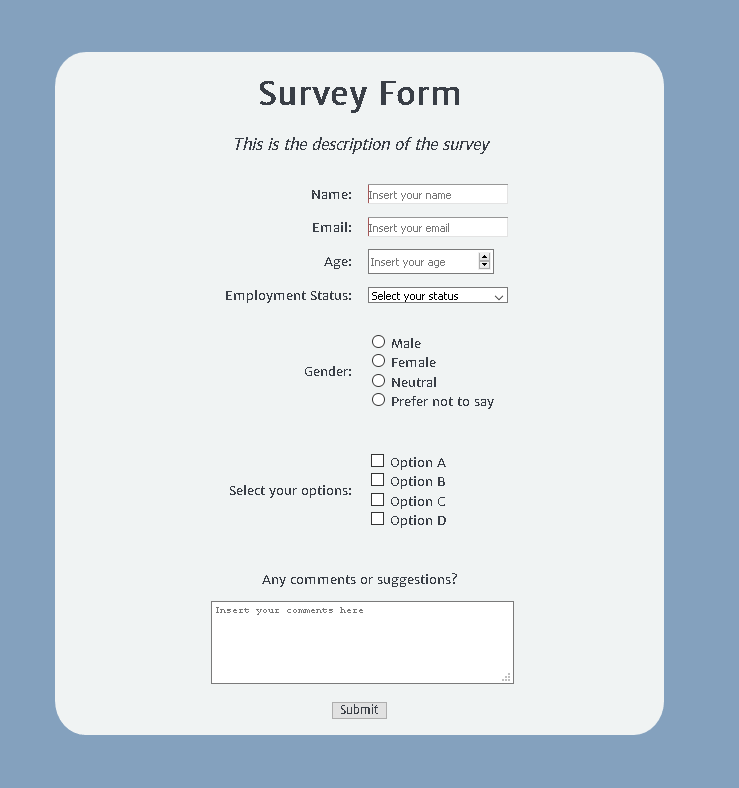 Survey Form
This is the description of the survey
Name: Insert your name
Email: Insert your email
Age: Insert your age
Employment Status: Select your status
Gender:
Male
Female
Neutral
Prefer not to say
Select your options:
Option A
Option B
Option C
Option D
Any comments or suggestions?
Insert your comments here
Submit